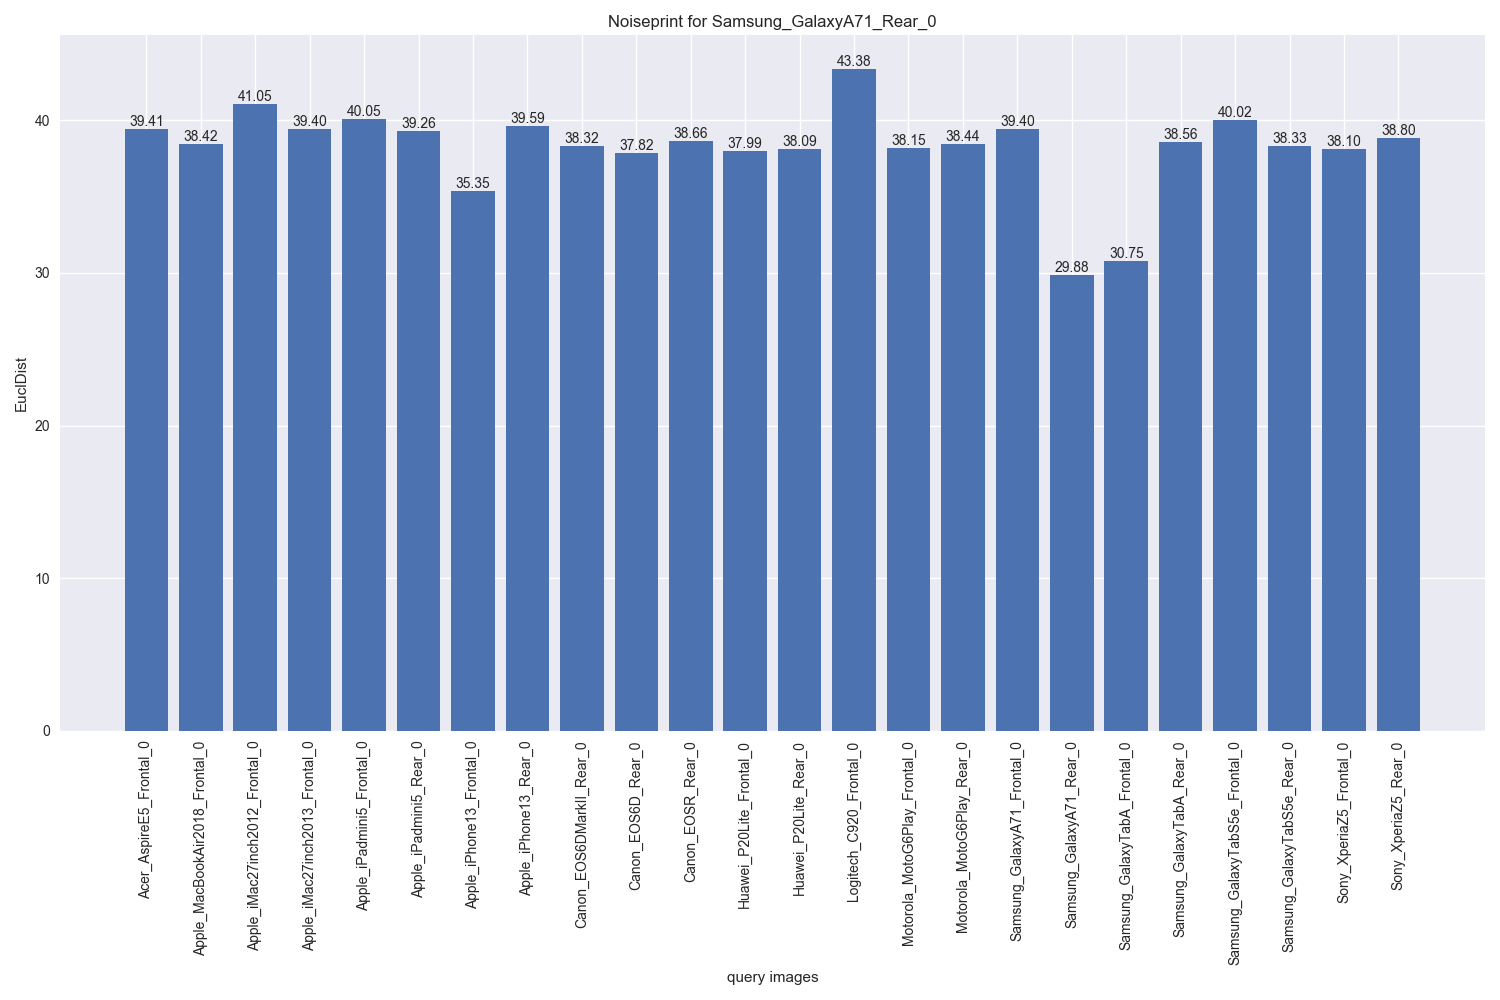 Noiseprint for Samsung_GalaxyA71_Rear_0
EuclDist
40
30
20
10
0
39.41
38.42
41.05
39.40
40.05
39.26
35.35
39.59
38.32
37.82
38.66
37.99
38.09
43.38
38.15
38.44
39.40
29.88
30.75
38.56
40.02
38.33
38.10
38.80
Acer_AspireE5_Frontal_0
Apple_MacBookAir2018_Frontal_0
Apple_iMac27inch2012_Frontal_0
Apple_iMac27inch2013_Frontal_0
Apple_iPadmini5_Frontal_0
Apple_iPadmini5_Rear_0
Apple_iPhone13_Frontal_0
Apple_iPhone13_Rear_0
Canon_EOS6DMarkII_Rear_0
Canon_EOS6D_Rear_0
Canon_EOSR_Rear_0
Huawei_P20Lite_Frontal_0
Huawei_P20Lite_Rear_0
Logitech_C920_Frontal_0
Motorola_MotoG6Play_Frontal_0
Motorola_MotoG6Play_Rear_0
Samsung_GalaxyA71_Frontal_0
Samsung_GalaxyA71_Rear_0
Samsung_GalaxyTabA_Frontal_0
Samsung_GalaxyTabA_Rear_0
Samsung_GalaxyTabS5e_Frontal_0
Samsung_GalaxyTabS5e_Rear_0
Sony_XperiaZ5_Frontal_0
Sony_XperiaZ5_Rear_0
query images